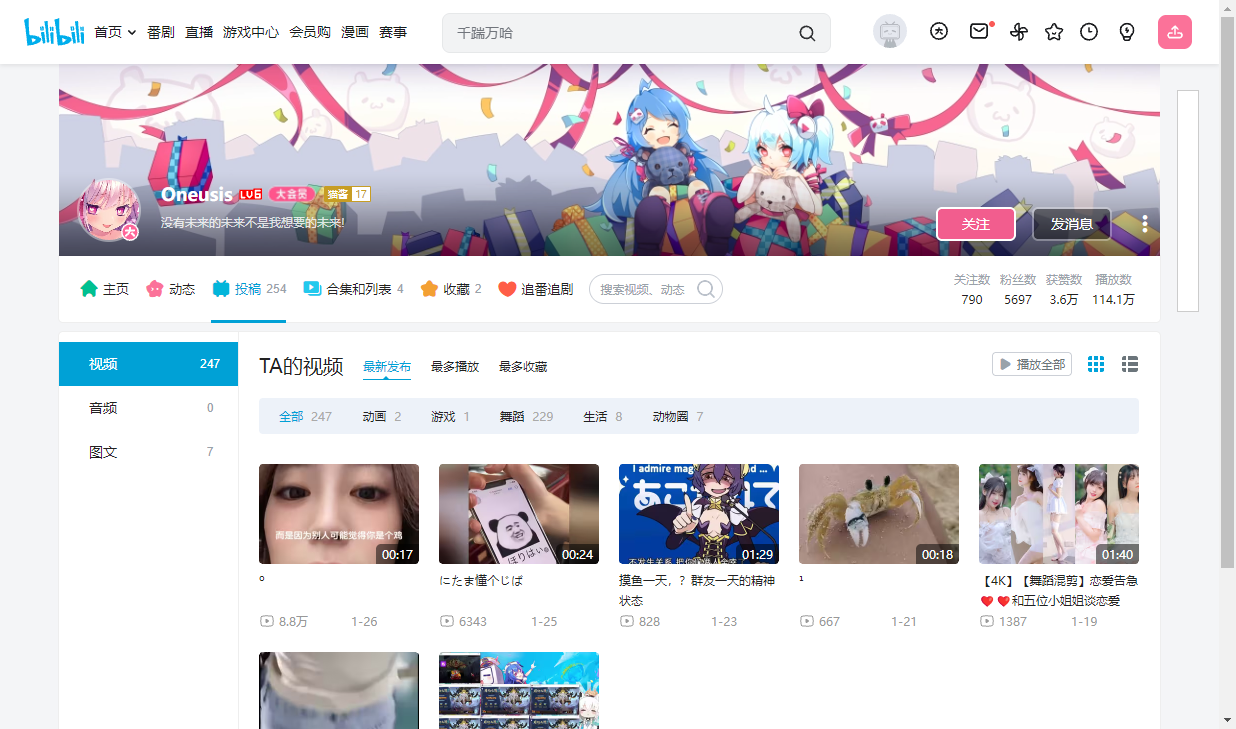 bilibili 首页 番剧 直播 游戏中心 会员购 漫画 赛事 千踹万哈
Oneusis LV5 大会员 猫酱 17
没有未来的未来不是我想要的未来!
大
关注 发消息
主页 动态 投稿 254 合集和列表 4 收藏 2 追番追剧 搜索视频、动态
关注数 粉丝数 获赞数 播放数
790 5697 3.6万 114.1万
视频 247
音频 0
图文 7
TA的视频 最新发布 最多播放 最多收藏 播放全部
全部 247 动画 2 游戏 1 舞蹈 229 生活 8 动物圈 7
而是因为别人可能觉得你是个鸡
00:17
ほりはい。
00:24
I admire mag
d ...
01:29
00:18
01:40
°
8.8万 1-26
にたま懂个じば
6343 1-25
摸鱼一天，？群友一天的精神
状态
828 1-23
¹
667 1-21
【4K】【舞蹈混剪】恋爱告急
❤️❤️和五位小姐姐谈恋爱
1387 1-19